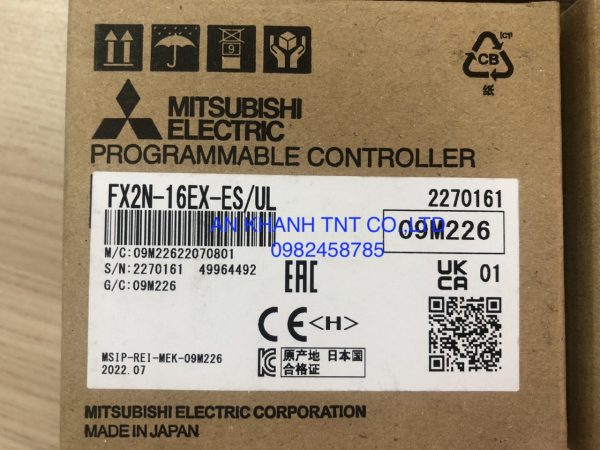 9
[C1]
CB
纸
MITSUBISHI
ELECTRIC
PROGRAMMABLE CONTROLLER
FX2N-16EX-ES/UL
2270161
AN KHANH TNT CO.,LTD
0982458785
09M226
M/C:09M22622070801
S/N:2270161 49964492
G/C:09M226
EAC
UK
CA
01
CE <H>
原产地 日本国
合格证
MSIP-REI-MEK-09M226
2022.07
MITSUBISHI ELECTRIC CORPORATION
MADE IN JAPAN